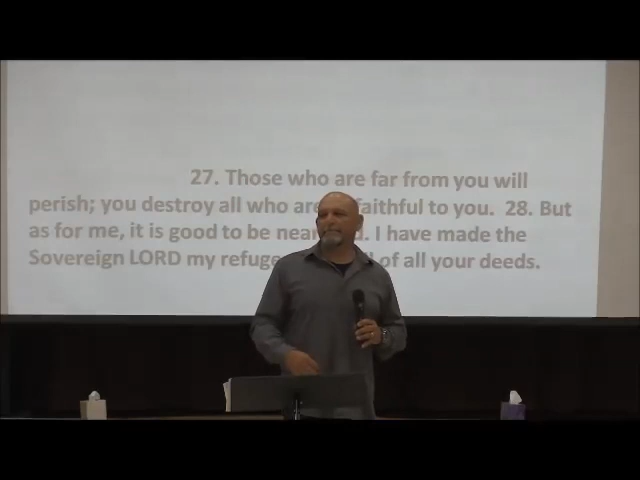 27. Those who are far from you will
perish; you destroy all who are faithful to you. 28. But
as for me, it is good to be near I have made the
Sovereign LORD my refuge of all your deeds.